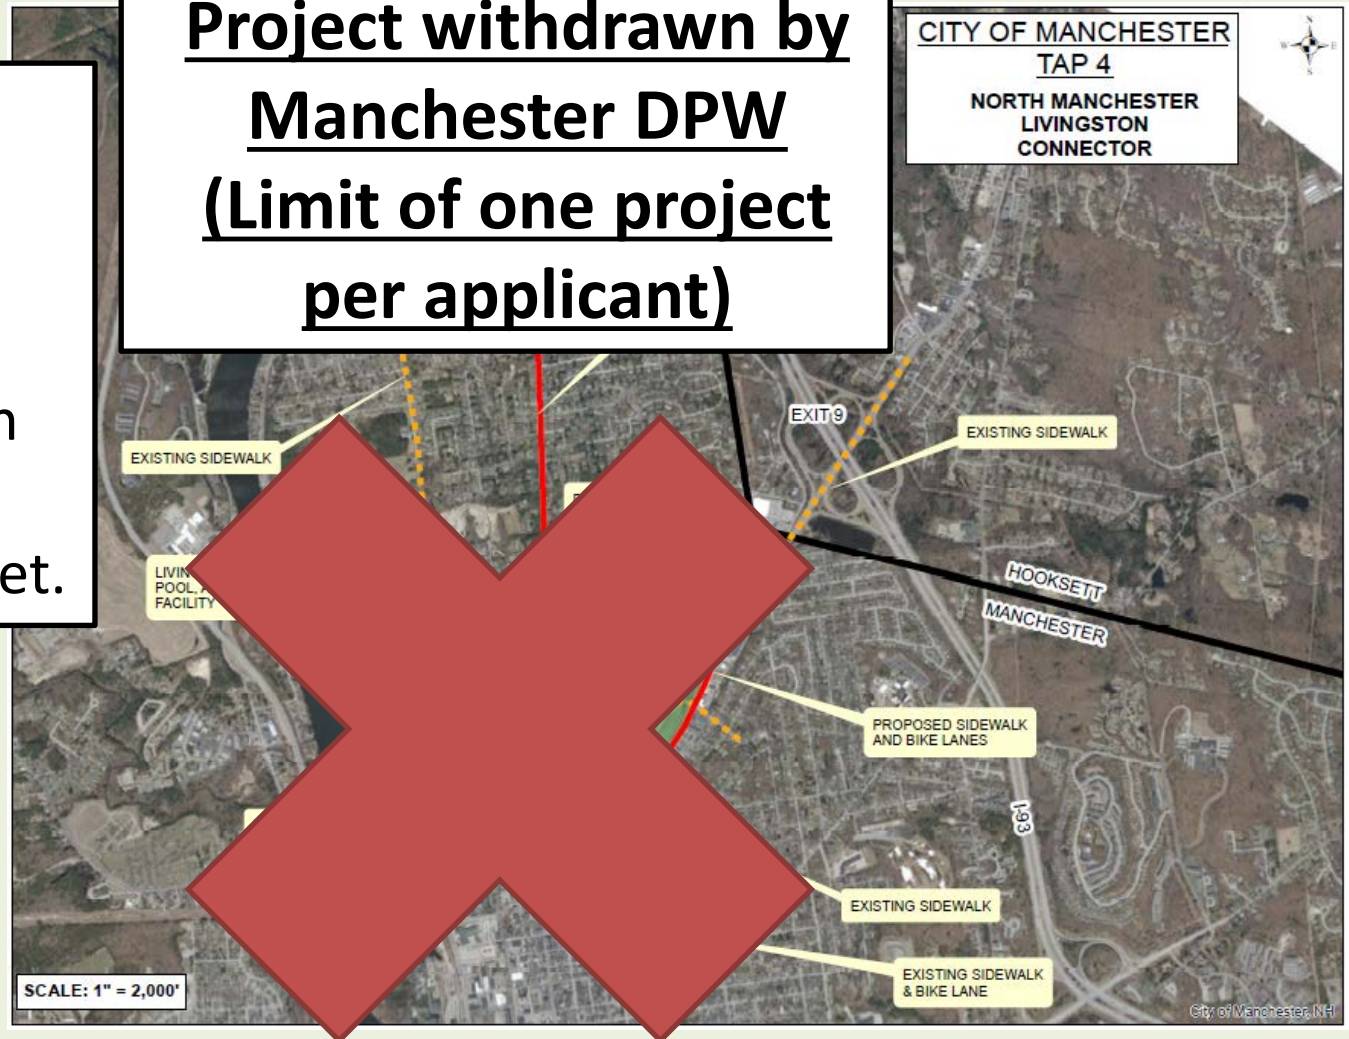 Project withdrawn by
Manchester DPW
(Limit of one project
per applicant)
CITY OF MANCHESTER
TAP 4
NORTH MANCHESTER
LIVINGSTON
CONNECTOR
N
W
E
S
et.
EXISTING SIDEWALK
EXIT 9
EXISTING SIDEWALK
POOL,
FACILITY
HOOKSETT
MANCHESTER
PROPOSED SIDEWALK
AND BIKE LANES
I-93
EXISTING SIDEWALK
EXISTING SIDEWALK
& BIKE LANE
SCALE: 1" = 2,000'
City of Manchester, NH